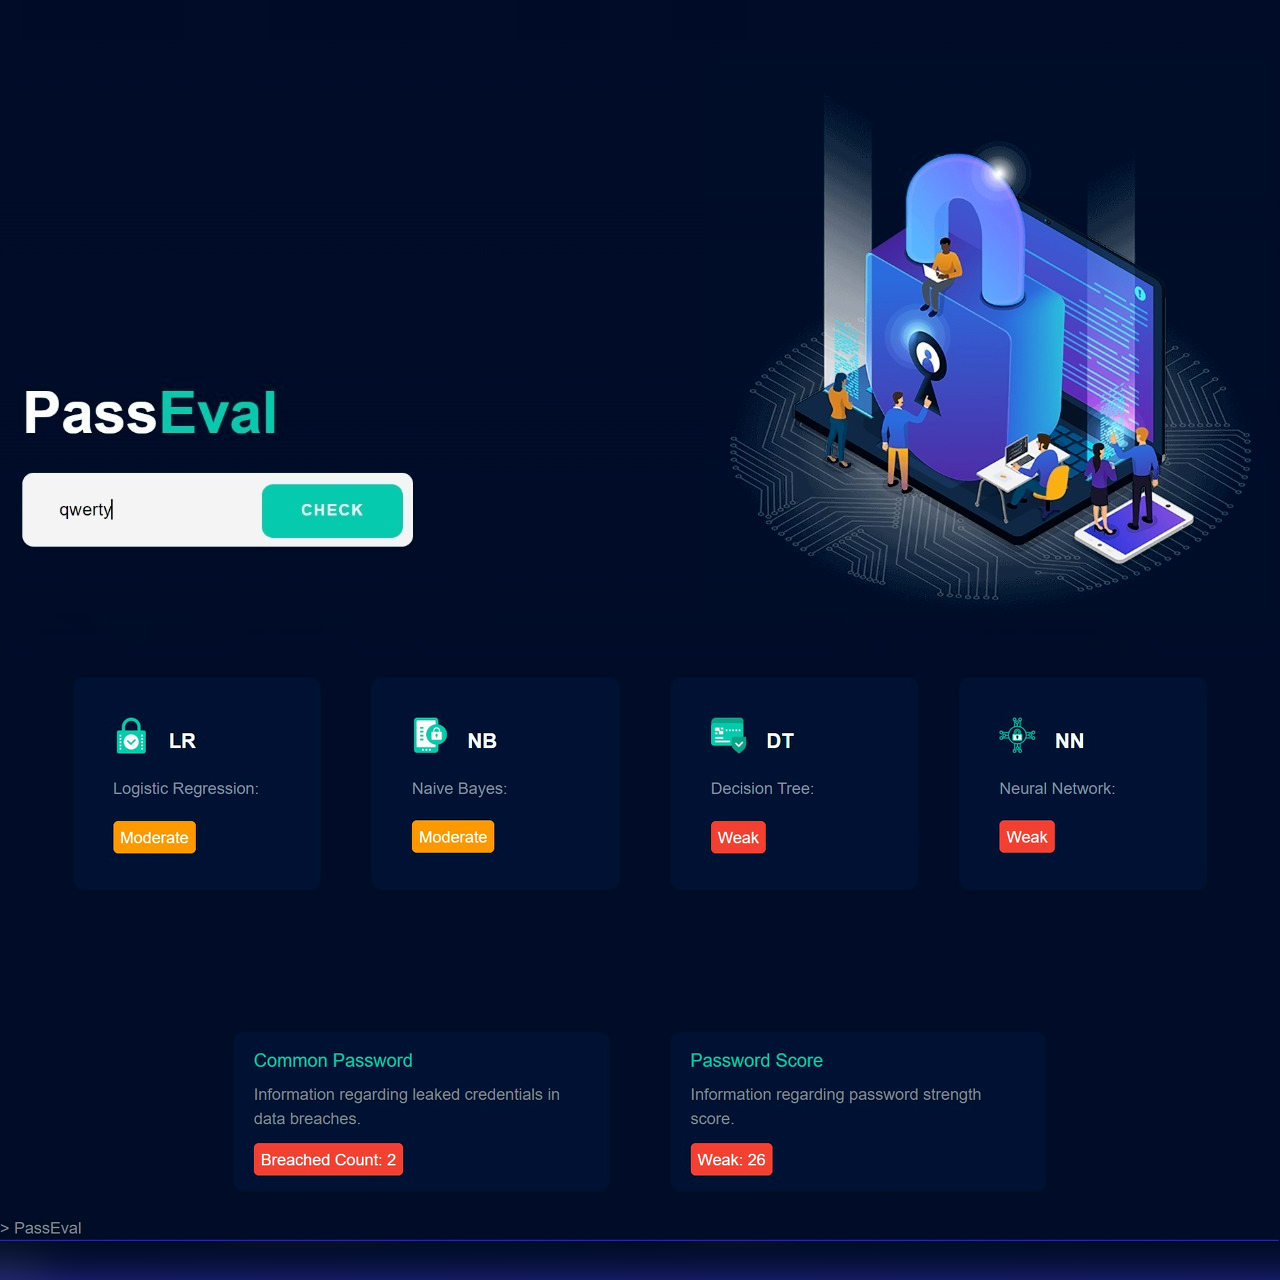 PassEval
qwerty
CHECK
LR
Logistic Regression:
Moderate
NB
Naive Bayes:
Moderate
DT
Decision Tree:
Weak
NN
Neural Network:
Weak
Common Password
Information regarding leaked credentials in
data breaches.
Breached Count: 2
Password Score
Information regarding password strength
score.
Weak: 26
> PassEval